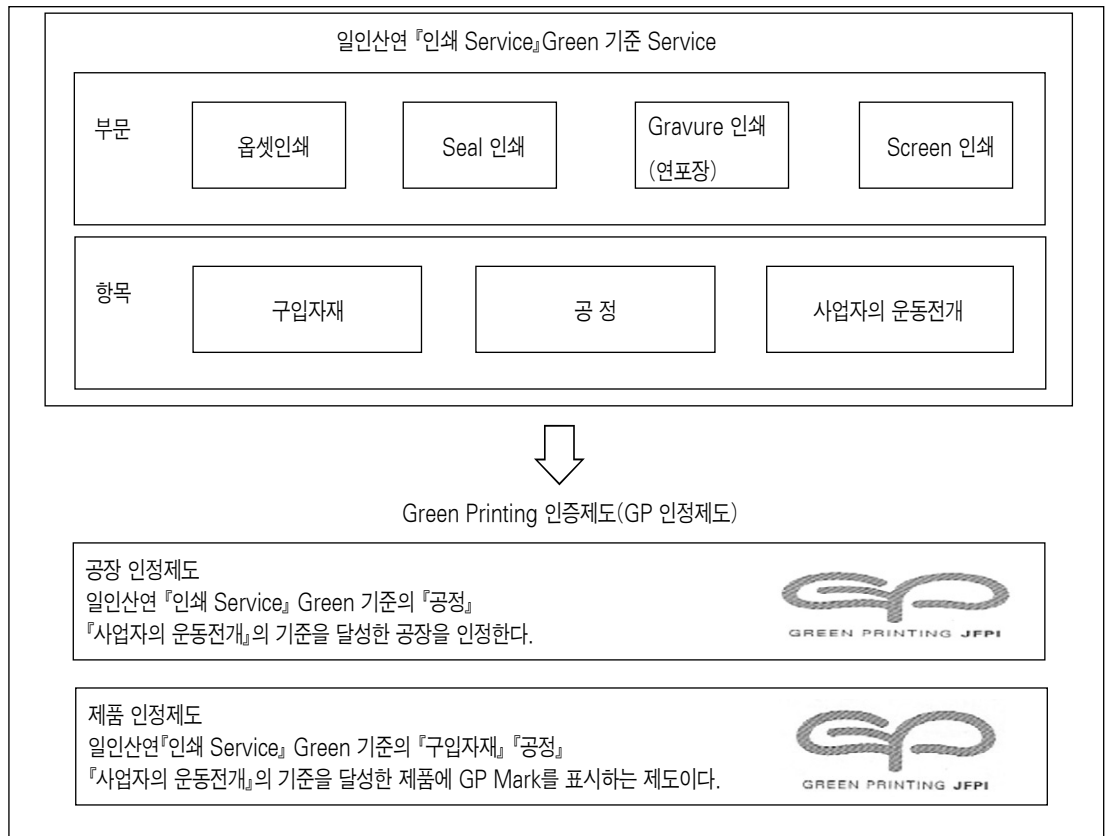 일인산연『인쇄 Service』Green 기준 Service
부문
옵셋인쇄
Seal 인쇄
Gravure 인쇄
(연포장)
Screen 인쇄
항목
구입자재
공 정
사업자의 운동전개
Green Printing 인증제도(GP 인정제도)
공장 인정제도
일인산연『인쇄 Service』 Green 기준의 『공정』
『사업자의 운동전개』의 기준을 달성한 공장을 인정한다.
GREEN PRINTING JFPI
제품 인정제도
일인산연『인쇄 Service』 Green 기준의 『구입자재』『공정』
『사업자의 운동전개』의 기준을 달성한 제품에 GP Mark를 표시하는 제도이다.
GREEN PRINTING JFPI